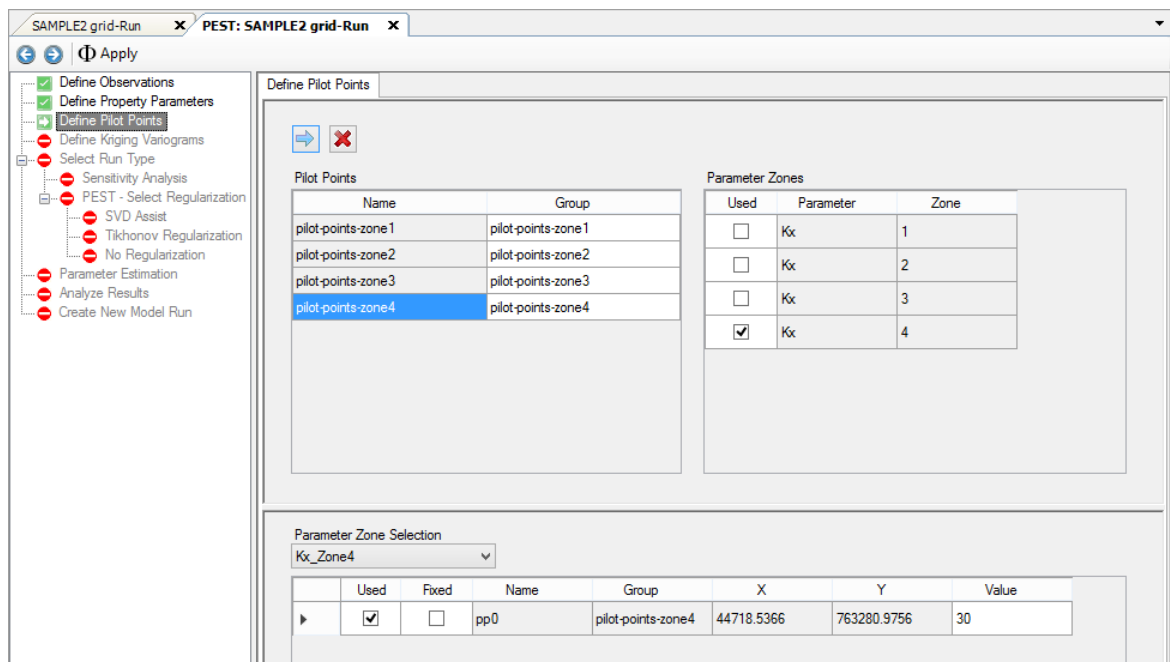 SAMPLE2 grid-Run X PEST: SAMPLE2 grid-Run X
Φ Apply
Define Observations
Define Property Parameters
Define Pilot Points
Define Kriging Variograms
Select Run Type
Sensitivity Analysis
PEST - Select Regularization
SVD Assist
Tikhonov Regularization
No Regularization
Parameter Estimation
Analyze Results
Create New Model Run
Define Pilot Points
Pilot Points
Name Group
pilot-points-zone1 pilot-points-zone1
pilot-points-zone2 pilot-points-zone2
pilot-points-zone3 pilot-points-zone3
pilot-points-zone4 pilot-points-zone4
Parameter Zones
Used Parameter Zone
Kx 1
Kx 2
Kx 3
Kx 4
Parameter Zone Selection
Kx_Zone4
Used Fixed Name Group X Y Value
pp0 pilot-points-zone4 44718.5366 763280.9756 30